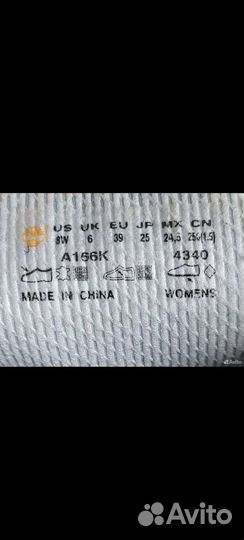 US UK EU JP MX CN
8W 6 39 25 24,5 250(1,5)
A166K 4340
MADE IN CHINA WOMENS
Avito
Avito